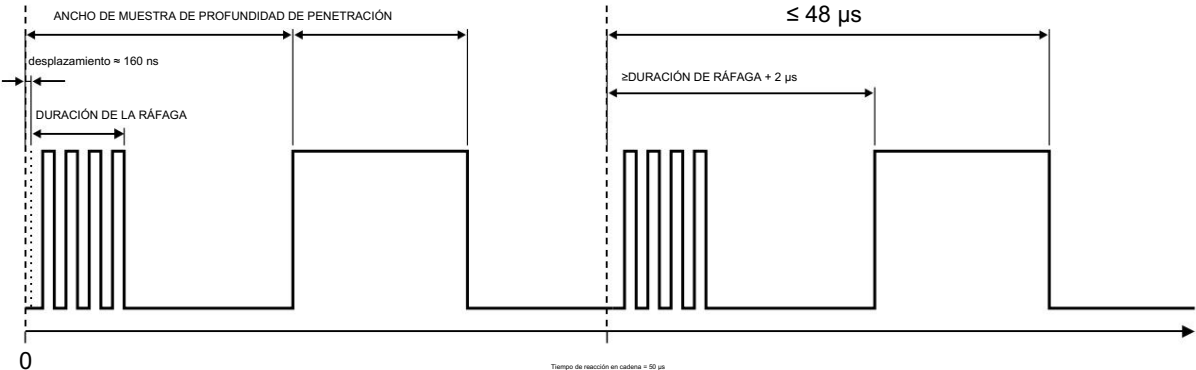 ANCHO DE MUESTRA DE PROFUNDIDAD DE PENETRACIÓN
≤ 48 µs
desplazamiento ≈ 160 ns
≥DURACIÓN DE RÁFAGA + 2 µs
DURACIÓN DE LA RÁFAGA
0
Tiempo de reacción en cadena = 50 µs